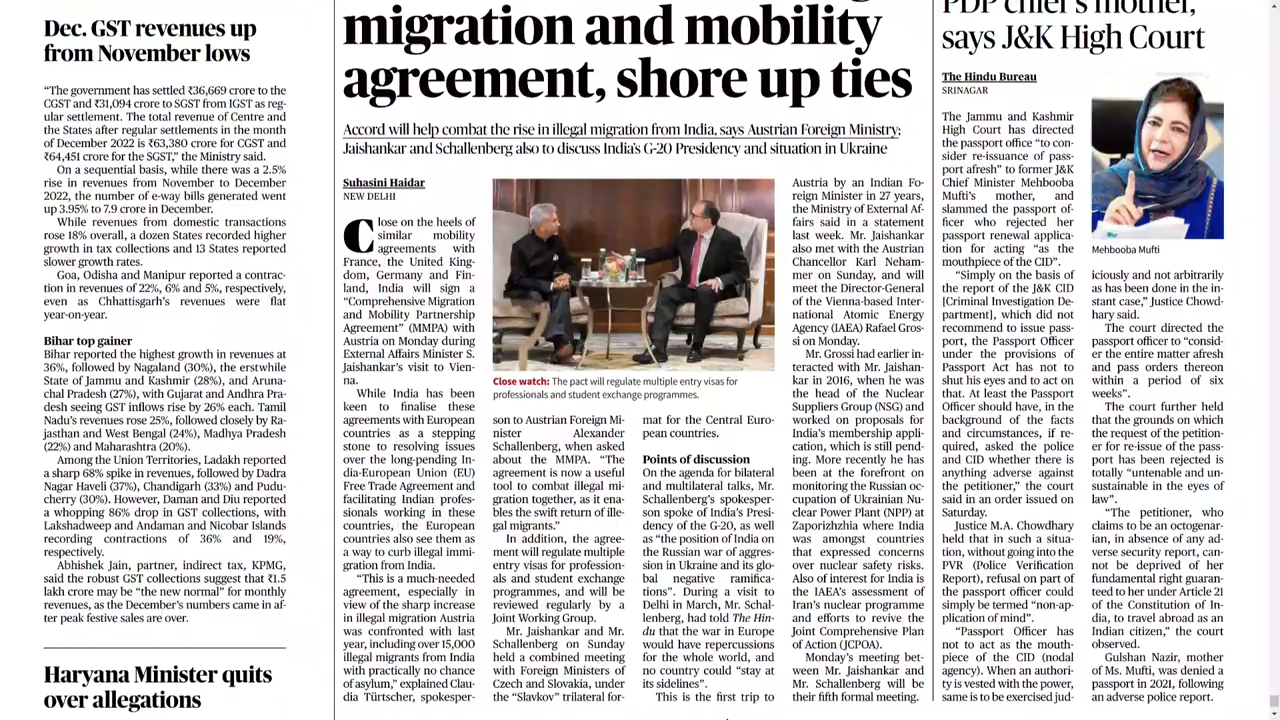 Dec. GST revenues up
from November lows
“The government has settled ₹36,669 crore to the
CGST and ₹31,094 crore to SGST from IGST as reg-
ular settlement. The total revenue of Centre and
the States after regular settlements in the month
of December 2022 is ₹63,380 crore for CGST and
₹64,451 crore for the SGST,” the Ministry said.
On a sequential basis, while there was a 2.5%
rise in revenues from November to December
2022, the number of e-way bills generated went
up 3.95% to 7.9 crore in December.
While revenues from domestic transactions
rose 18% overall, a dozen States recorded higher
growth in tax collections and 13 States reported
slower growth rates.
Goa, Odisha and Manipur reported a contrac-
tion in revenues of 22%, 6% and 5%, respectively,
even as Chhattisgarh’s revenues were flat
year-on-year.
Bihar top gainer
Bihar reported the highest growth in revenues at
36%, followed by Nagaland (30%), the erstwhile
State of Jammu and Kashmir (28%), and Aruna-
chal Pradesh (27%), with Gujarat and Andhra Pra-
desh seeing GST inflows rise by 26% each. Tamil
Nadu’s revenues rose 25%, followed closely by Ra-
jasthan and West Bengal (24%), Madhya Pradesh
(22%) and Maharashtra (20%).
Among the Union Territories, Ladakh reported
a sharp 68% spike in revenues, followed by Dadra
Nagar Haveli (37%), Chandigarh (33%) and Pudu-
cherry (30%). However, Daman and Diu reported
a whopping 86% drop in GST collections, with
Lakshadweep and Andaman and Nicobar Islands
recording contractions of 36% and 19%,
respectively.
Abhishek Jain, partner, indirect tax, KPMG,
said the robust GST collections suggest that ₹1.5
lakh crore may be “the new normal” for monthly
revenues, as the December’s numbers came in af-
ter peak festive sales are over.
Haryana Minister quits
over allegations
migration and mobility
agreement, shore up ties
Accord will help combat the rise in illegal migration from India, says Austrian Foreign Ministry;
Jaishankar and Schallenberg also to discuss India’s G-20 Presidency and situation in Ukraine
Suhasini Haidar
NEW DELHI
Close on the heels of
similar mobility
agreements with
France, the United King-
dom, Germany and Fin-
land, India will sign a
“Comprehensive Migration
and Mobility Partnership
Agreement” (MMPA) with
Austria on Monday during
External Affairs Minister S.
Jaishankar’s visit to Vien-
na.
While India has been
keen to finalise these
agreements with European
countries as a stepping
stone to resolving issues
over the long-pending In-
dia-European Union (EU)
Free Trade Agreement and
facilitating Indian profes-
sionals working in these
countries, the European
countries also see them as
a way to curb illegal immi-
gration from India.
“This is a much-needed
agreement, especially in
view of the sharp increase
in illegal migration Austria
was confronted with last
year, including over 15,000
illegal migrants from India
with practically no chance
of asylum,” explained Clau-
dia Türtscher, spokesper-
Close watch: The pact will regulate multiple entry visas for
professionals and student exchange programmes.
son to Austrian Foreign Mi-
nister Alexander
Schallenberg, when asked
about the MMPA. “The
agreement is now a useful
tool to combat illegal mi-
gration together, as it ena-
bles the swift return of ille-
gal migrants.”
In addition, the agree-
ment will regulate multiple
entry visas for profession-
als and student exchange
programmes, and will be
reviewed regularly by a
Joint Working Group.
Mr. Jaishankar and Mr.
Schallenberg on Sunday
held a combined meeting
with Foreign Ministers of
Czech and Slovakia, under
the “Slavkov” trilateral for-
mat for the Central Euro-
pean countries.
Points of discussion
On the agenda for bilateral
and multilateral talks, Mr.
Schallenberg’s spokesper-
son spoke of India’s Presi-
dency of the G-20, as well
as “the position of India on
the Russian war of aggres-
sion in Ukraine and its glo-
bal negative ramifica-
tions”. During a visit to
Delhi in March, Mr. Schal-
lenberg, had told The Hin-
du that the war in Europe
would have repercussions
for the whole world, and
no country could “stay at
its sidelines”.
This is the first trip to
Austria by an Indian Fo-
reign Minister in 27 years,
the Ministry of External Af-
fairs said in a statement
last week. Mr. Jaishankar
also met with the Austrian
Chancellor Karl Neham-
mer on Sunday, and will
meet the Director-General
of the Vienna-based Inter-
national Atomic Energy
Agency (IAEA) Rafael Gros-
si on Monday.
Mr. Grossi had earlier in-
teracted with Mr. Jaishan-
kar in 2016, when he was
the head of the Nuclear
Suppliers Group (NSG) and
worked on proposals for
India’s membership appli-
cation, which is still pend-
ing. More recently he has
been at the forefront on
monitoring the Russian oc-
cupation of Ukrainian Nu-
clear Power Plant (NPP) at
Zaporizhzhia where India
was amongst countries
that expressed concerns
over nuclear safety risks.
Also of interest for India is
the IAEA’s assessment of
Iran’s nuclear programme
and efforts to revive the
Joint Comprehensive Plan
of Action (JCPOA).
Monday’s meeting bet-
ween Mr. Jaishankar and
Mr. Schallenberg will be
their fifth formal meeting.
PDP chief’s mother,
says J&K High Court
The Hindu Bureau
SRINAGAR
The Jammu and Kashmir
High Court has directed
the passport office “to con-
sider re-issuance of pass-
port afresh” to former J&K
Chief Minister Mehbooba
Mufti’s mother, and
slammed the passport of-
ficer who rejected her
passport renewal applica-
tion for acting “as the
mouthpiece of the CID”.
“Simply on the basis of
the report of the J&K CID
[Criminal Investigation De-
partment], which did not
recommend to issue pass-
port, the Passport Officer
under the provisions of
Passport Act has not to
shut his eyes and to act on
that. At least the Passport
Officer should have, in the
background of the facts
and circumstances, if re-
quired, asked the police
and CID whether there is
anything adverse against
the petitioner,” the court
said in an order issued on
Saturday.
Justice M.A. Chowdhary
held that in such a situa-
tion, without going into the
PVR (Police Verification
Report), refusal on part of
the passport officer could
simply be termed “non-ap-
plication of mind”.
“Passport Officer has
not to act as the mouth-
piece of the CID (nodal
agency). When an authori-
ty is vested with the power,
same is to be exercised jud-
Mehbooba Mufti
iciously and not arbitrarily
as has been done in the in-
stant case,” Justice Chowd-
hary said.
The court directed the
passport officer to “consid-
er the entire matter afresh
and pass orders thereon
within a period of six
weeks”.
The court further held
that the grounds on which
the request of the petition-
er for re-issue of the pass-
port has been rejected is
totally “untenable and un-
sustainable in the eyes of
law”.
“The petitioner, who
claims to be an octogenar-
ian, in absence of any ad-
verse security report, can-
not be deprived of her
fundamental right guaran-
teed to her under Article 21
of the Constitution of In-
dia, to travel abroad as an
Indian citizen,” the court
observed.
Gulshan Nazir, mother
of Ms. Mufti, was denied a
passport in 2021, following
an adverse police report.